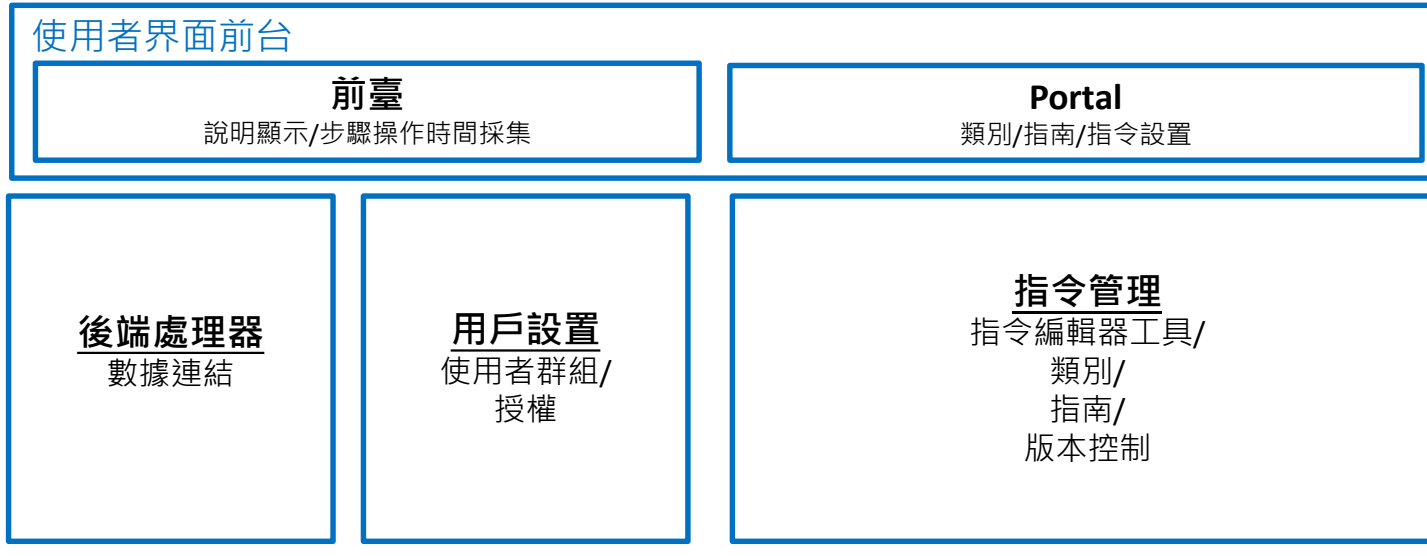 使用者界面前台
前臺
說明顯示/步驟操作時間採集
Portal
類別/指南/指令設置
後端處理器
數據連結
用戶設置
使用者群組/
授權
指令管理
指令編輯器工具/
類別/
指南/
版本控制